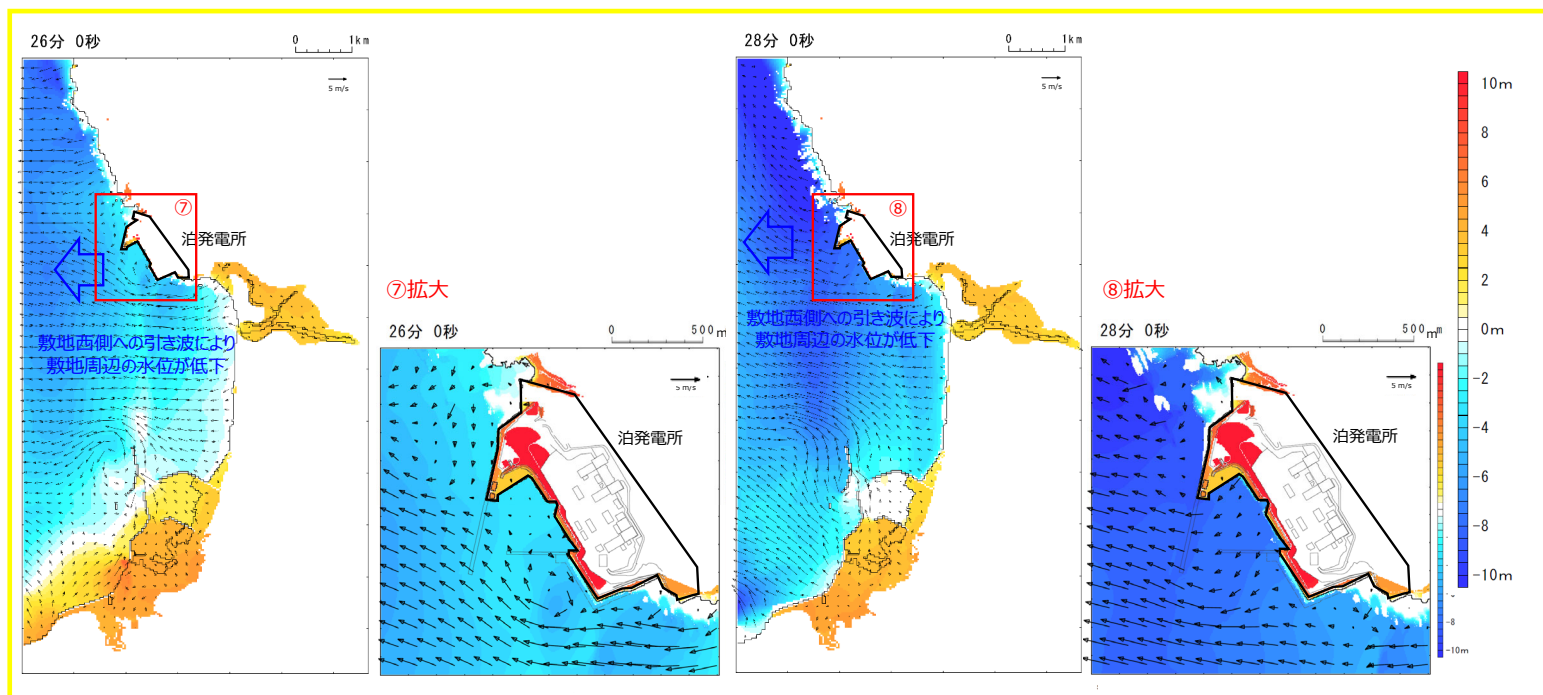 26分 0秒
0 1km
5 m/s
⑦
泊発電所
敷地西側への引き波により
敷地周辺の水位が低下
⑦拡大
26分 0秒
0 500m
5 m/s
泊発電所
28分 0秒
0 1km
5 m/s
⑧
泊発電所
敷地西側への引き波により
敷地周辺の水位が低下
⑧拡大
28分 0秒
0 500m
5 m/s
泊発電所
10m
8
6
4
2
0m
-2
-4
-6
-8
-10m
m
-8
-10m